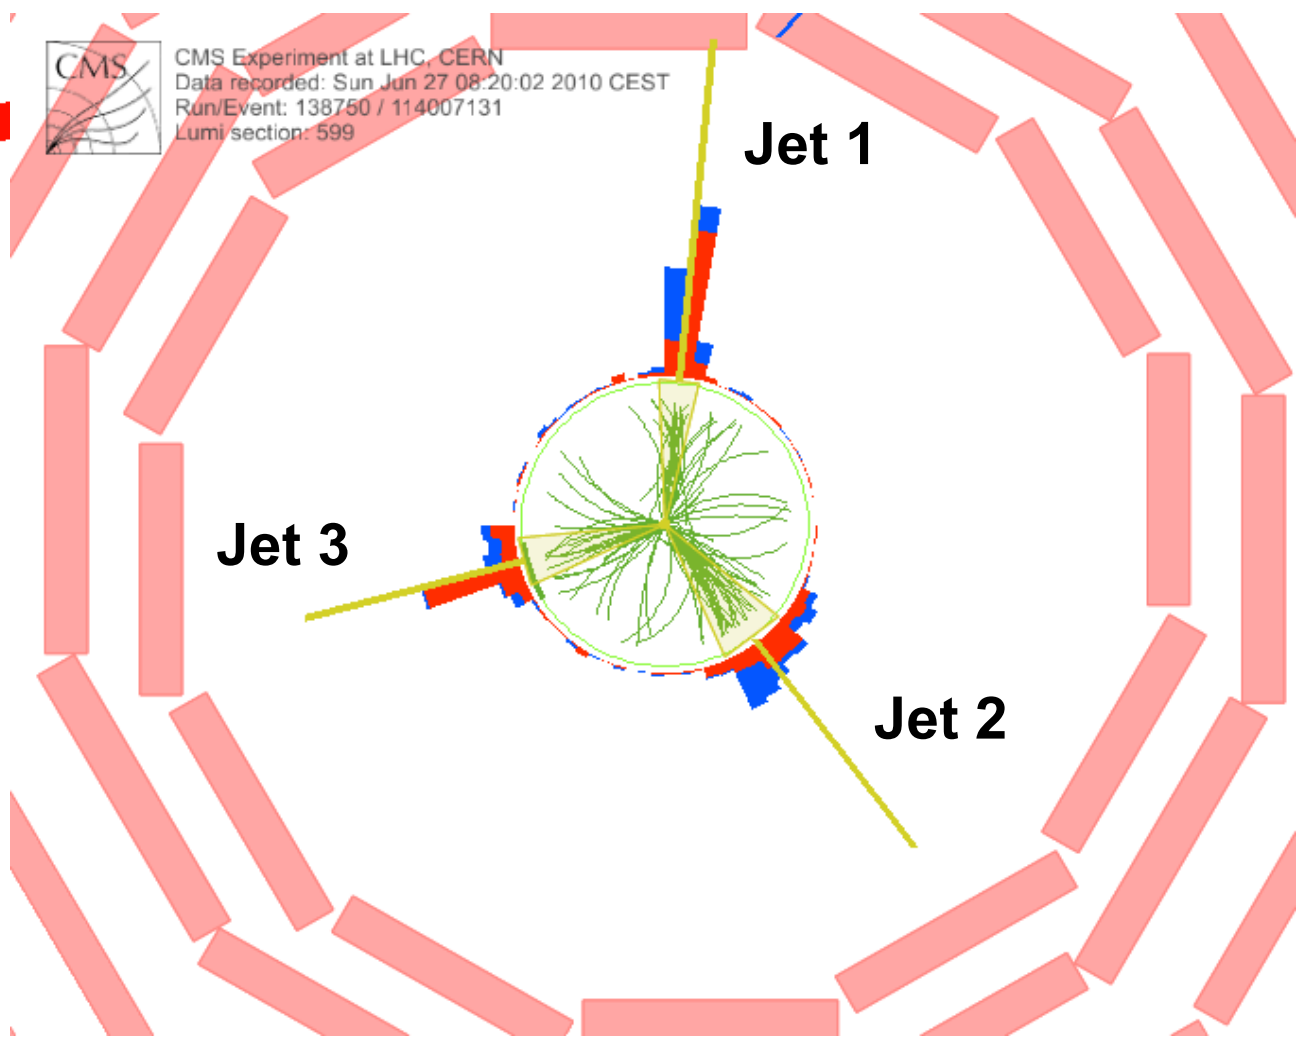 CMS
CMS Experiment at LHC, CERN
Data recorded: Sun Jun 27 08:20:02 2010 CEST
Run/Event: 138750 / 114007131
Lumi section: 599
Jet 1
Jet 3
Jet 2